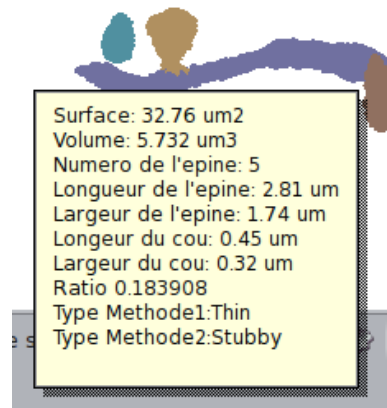 Surface: 32.76 um2
Volume: 5.732 um3
Numero de l'epine: 5
Longueur de l'epine: 2.81 um
Largeur de l'epine: 1.74 um
Longeur du cou: 0.45 um
Largeur du cou: 0.32 um
Ratio 0.183908
Type Methode1:Thin
Type Methode2:Stubby